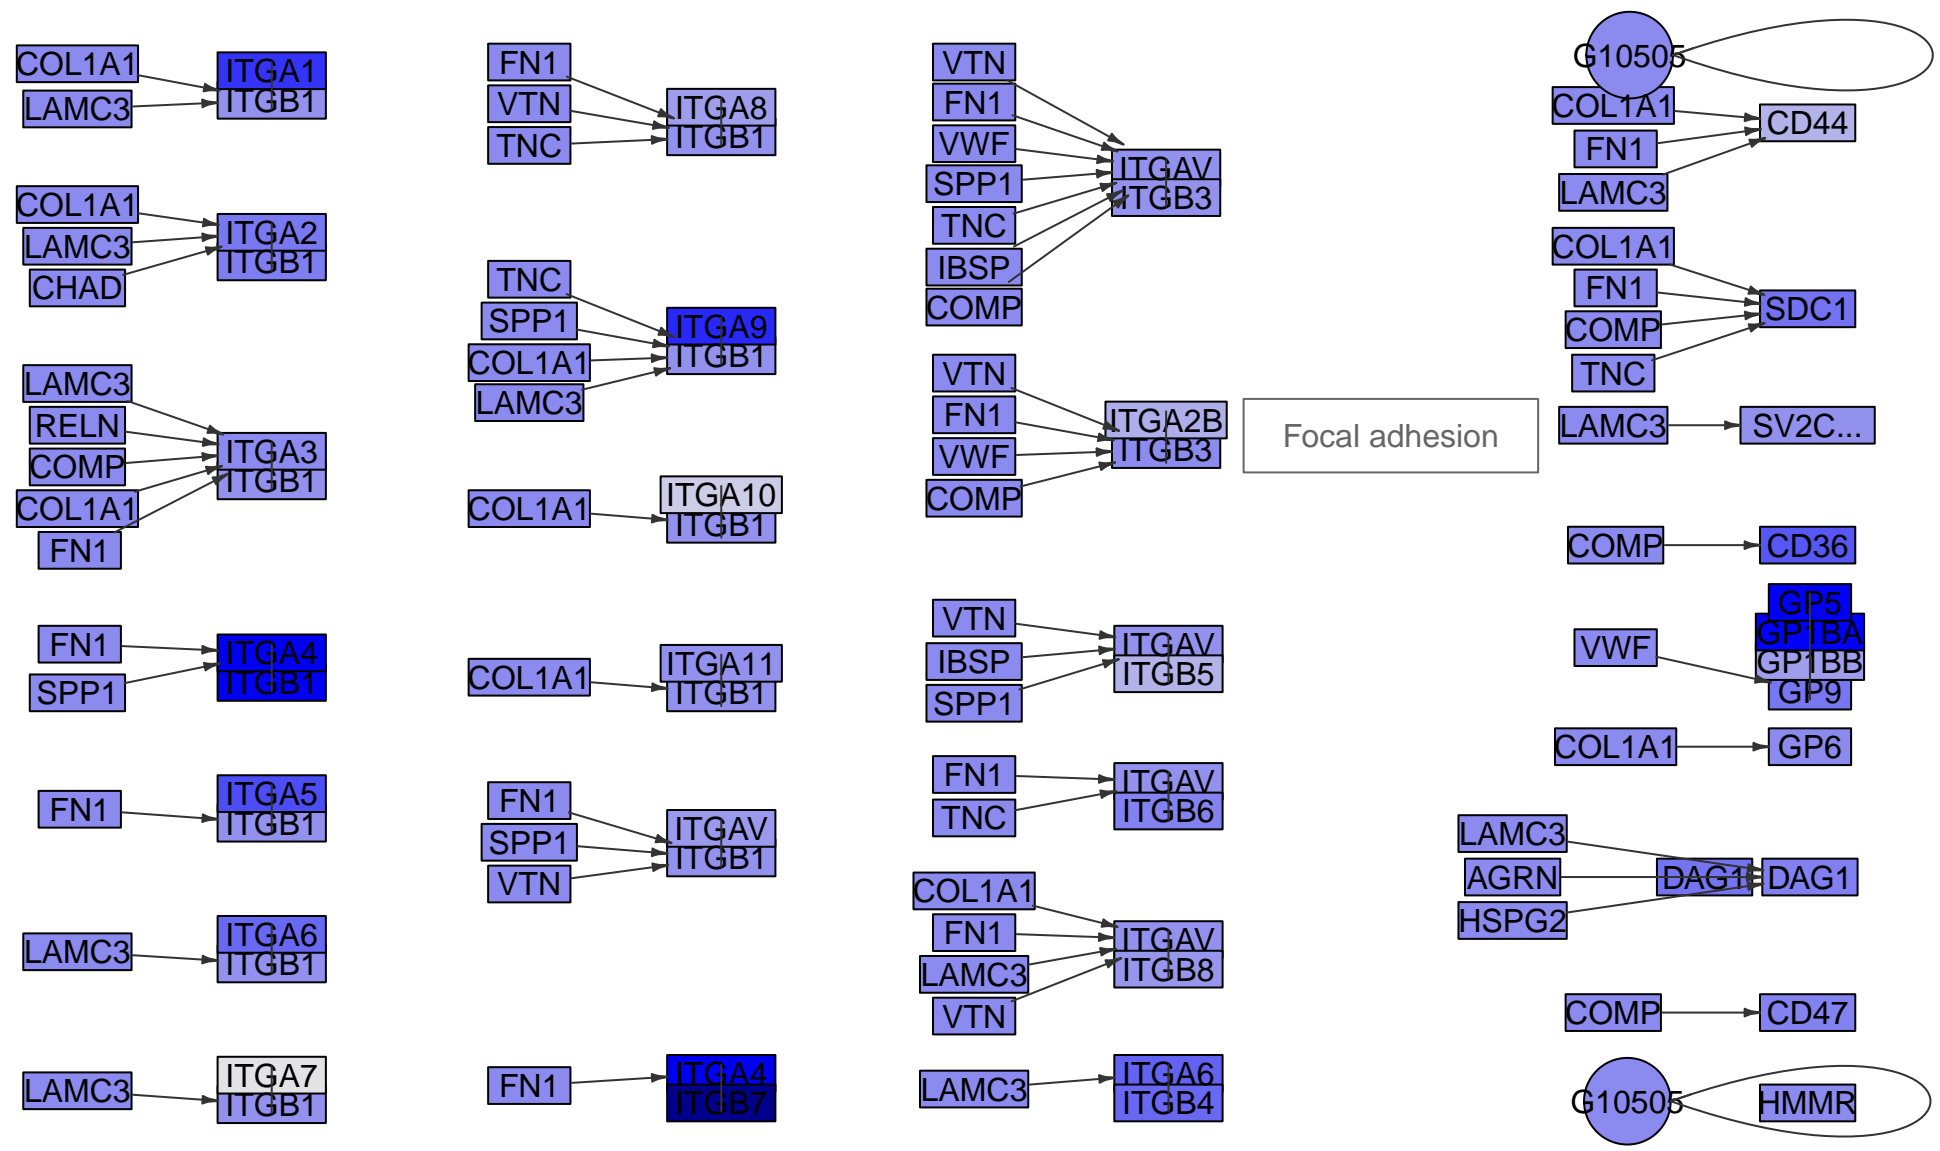 COL1A1
LAMC3
ITGA1
ITGB1
COL1A1
LAMC3
CHAD
ITGA2
ITGB1
LAMC3
RELN
COMP
COL1A1
FN1
ITGA3
ITGB1
FN1
SPP1
ITGA4
ITGB1
FN1
ITGA5
ITGB1
LAMC3
ITGA6
ITGB1
LAMC3
ITGA7
ITGB1
FN1
VTN
TNC
ITGA8
ITGB1
TNC
SPP1
COL1A1
LAMC3
ITGA9
ITGB1
COL1A1
ITGA10
ITGB1
COL1A1
ITGA11
ITGB1
FN1
SPP1
VTN
ITGAV
ITGB1
FN1
ITGA4
ITGB7
VTN
FN1
VWF
SPP1
TNC
IBSP
COMP
ITGAV
ITGB3
VTN
FN1
VWF
COMP
ITGA2B
ITGB3
Focal adhesion
VTN
IBSP
SPP1
ITGAV
ITGB5
FN1
TNC
ITGAV
ITGB6
COL1A1
FN1
LAMC3
VTN
ITGAV
ITGB8
LAMC3
ITGA6
ITGB4
G10505
COL1A1
FN1
LAMC3
CD44
COL1A1
FN1
COMP
TNC
SDC1
LAMC3
SV2C...
COMP
CD36
VWF
GP5
GP1BA
GP1BB
GP9
COL1A1
GP6
LAMC3
AGRN
HSPG2
DAG1
DAG1
COMP
CD47
G10505
HMMR